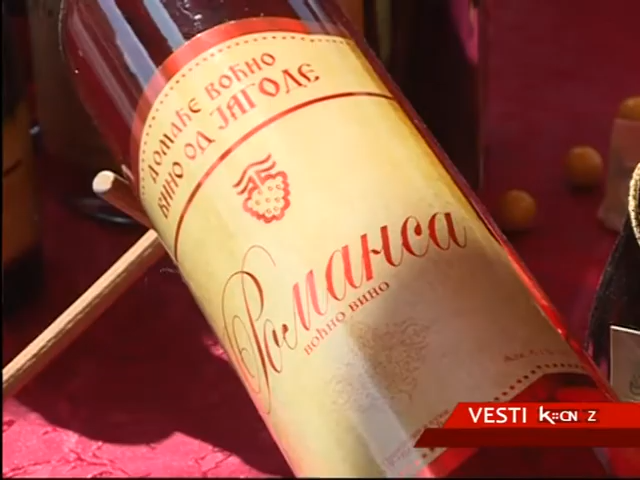 домаће воћно
вино од ЈАГОДЕ
Романса
воћно вино
VESTI